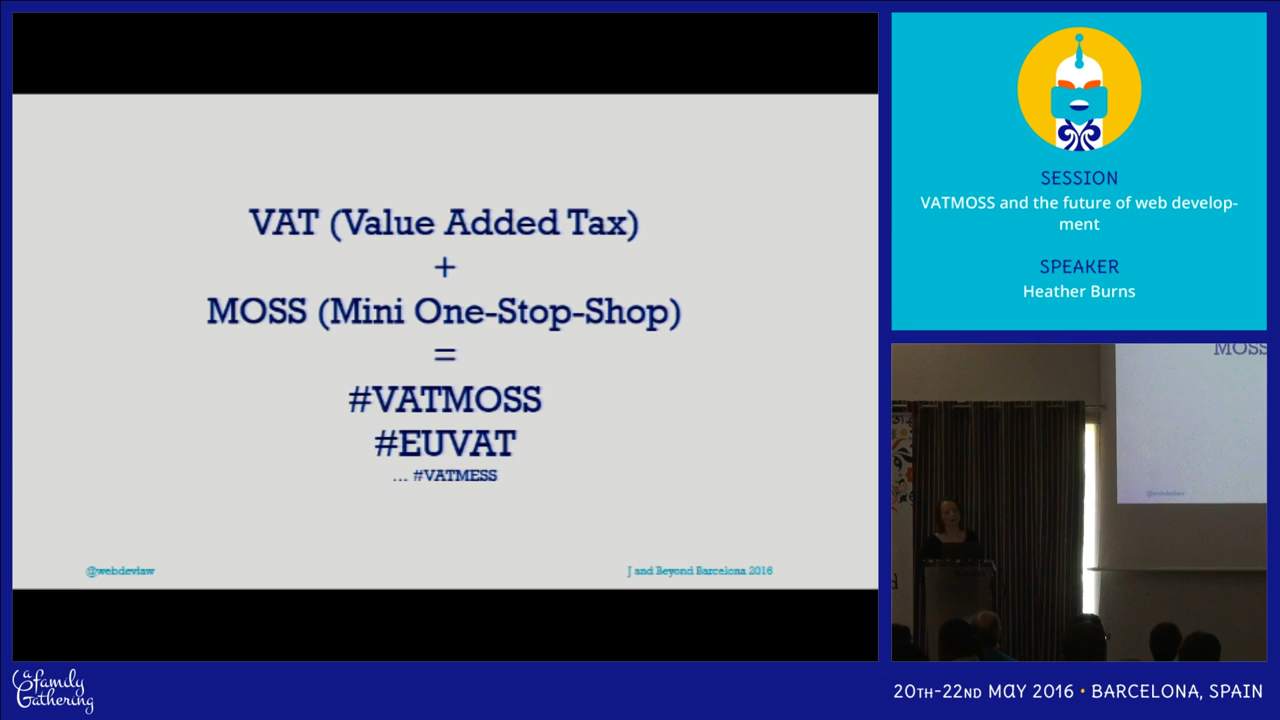 VAT (Value Added Tax)
+
MOSS (Mini One-Stop-Shop)
=
#VATMOSS
#EUVAT
... #VATMESS
@webdevlaw
J and Beyond Barcelona 2016
SESSION
VATMOSS and the future of web develop-
ment
SPEAKER
Heather Burns
MOSS
@webdevlaw
a family
Gathering
20TH-22ND MAY 2016 • BARCELONA, SPAIN